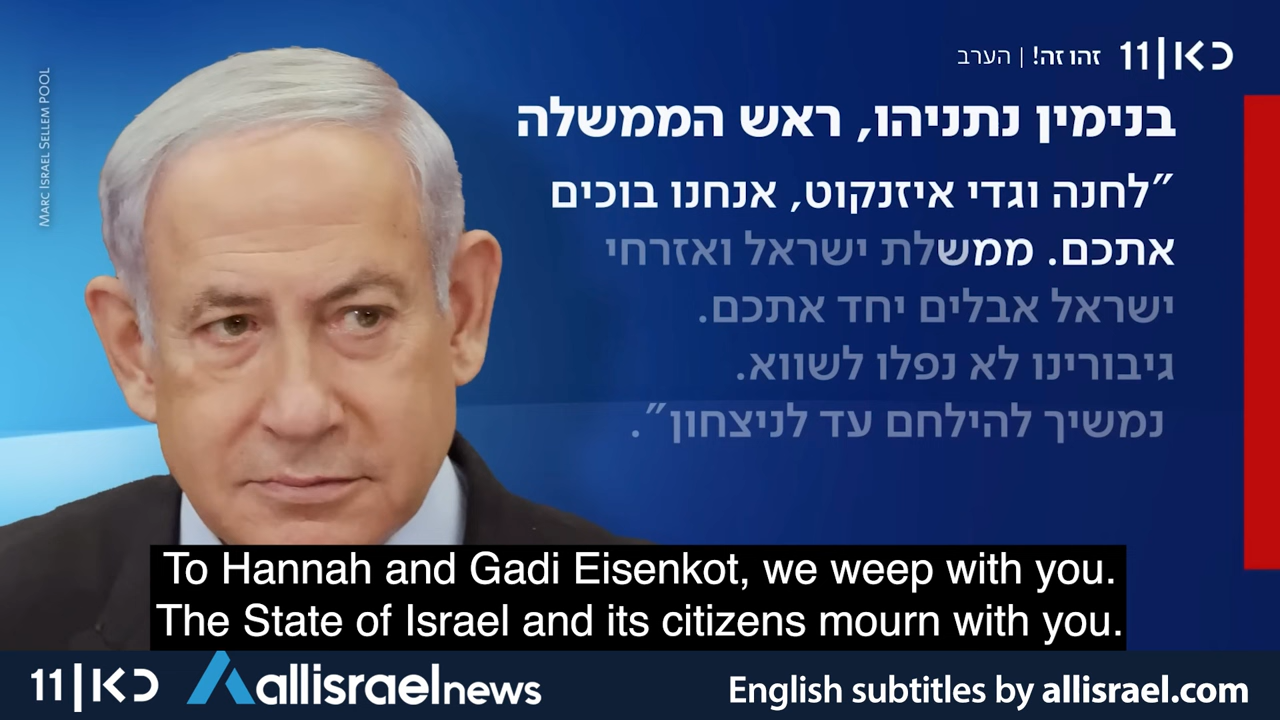 MARC ISRAEL SELLEM POOL
כאן|11 זהו זה! | הערב
בנימין נתניהו, ראש הממשלה
"לחנה וגדי איזנקוט, אנחנו בוכים
אתכם. ממשלת ישראל ואזרחי
ישראל אבלים יחד אתכם.
גיבורינו לא נפלו לשווא.
נמשיך להילחם עד לניצחון".
To Hannah and Gadi Eisenkot, we weep with you.
The State of Israel and its citizens mourn with you.
כאן|11 allisraelnews English subtitles by allisrael.com